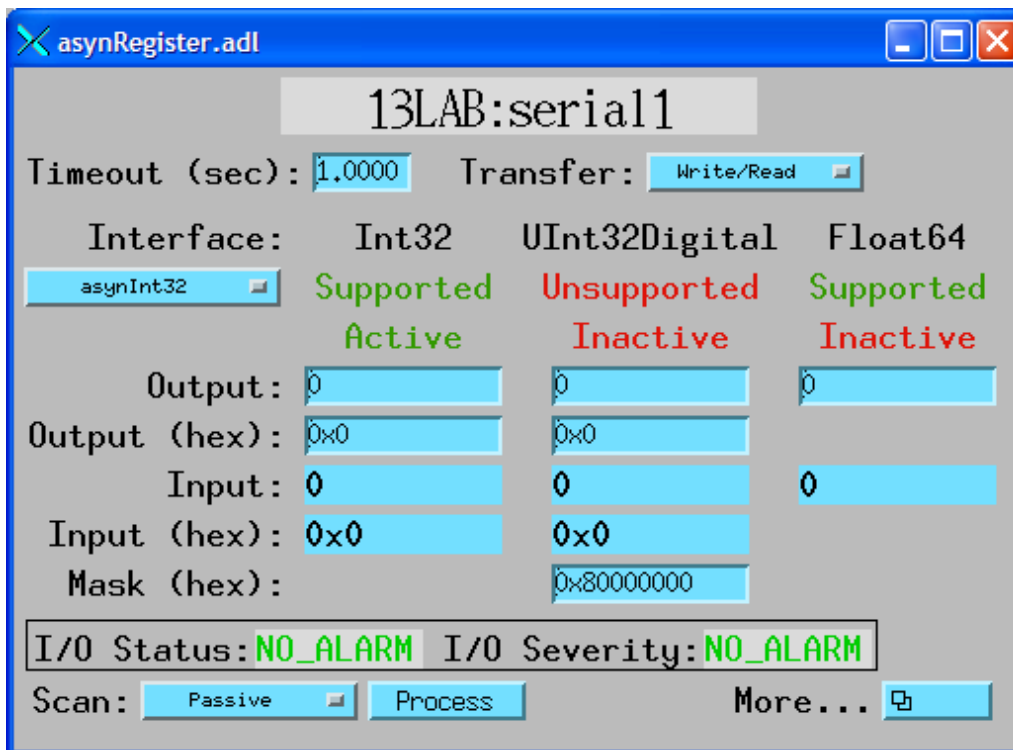 asynRegister.adl
13LAB:serial1
Timeout (sec): 1.0000 Transfer: Write/Read
Interface: Int32 UInt32Digital Float64
asynInt32 Supported Unsupported Supported
Active Inactive Inactive
Output: 0 0 0
Output (hex): 0x0 0x0
Input: 0 0 0
Input (hex): 0x0 0x0
Mask (hex): 0x80000000
I/O Status: NO_ALARM I/O Severity: NO_ALARM
Scan: Passive Process More...